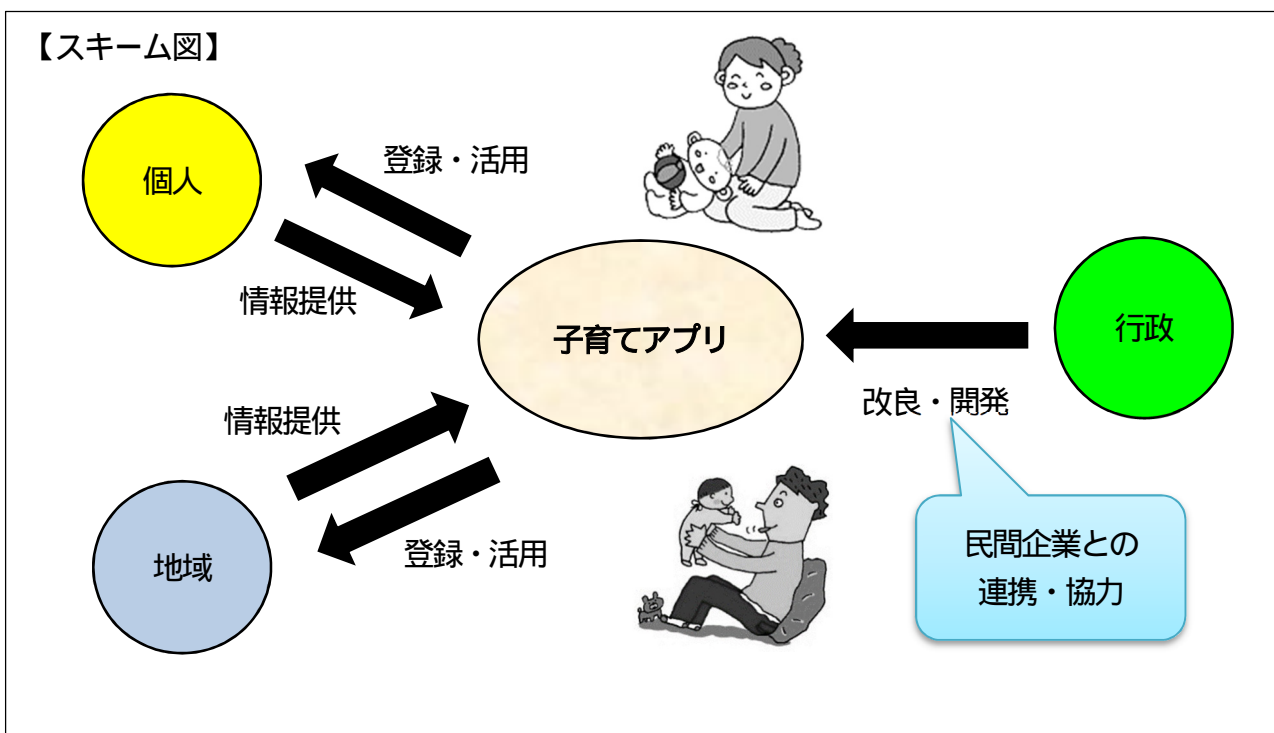 【スキーム図】
個人
登録・活用
情報提供
子育てアプリ
行政
改良・開発
情報提供
登録・活用
地域
民間企業との
連携・協力